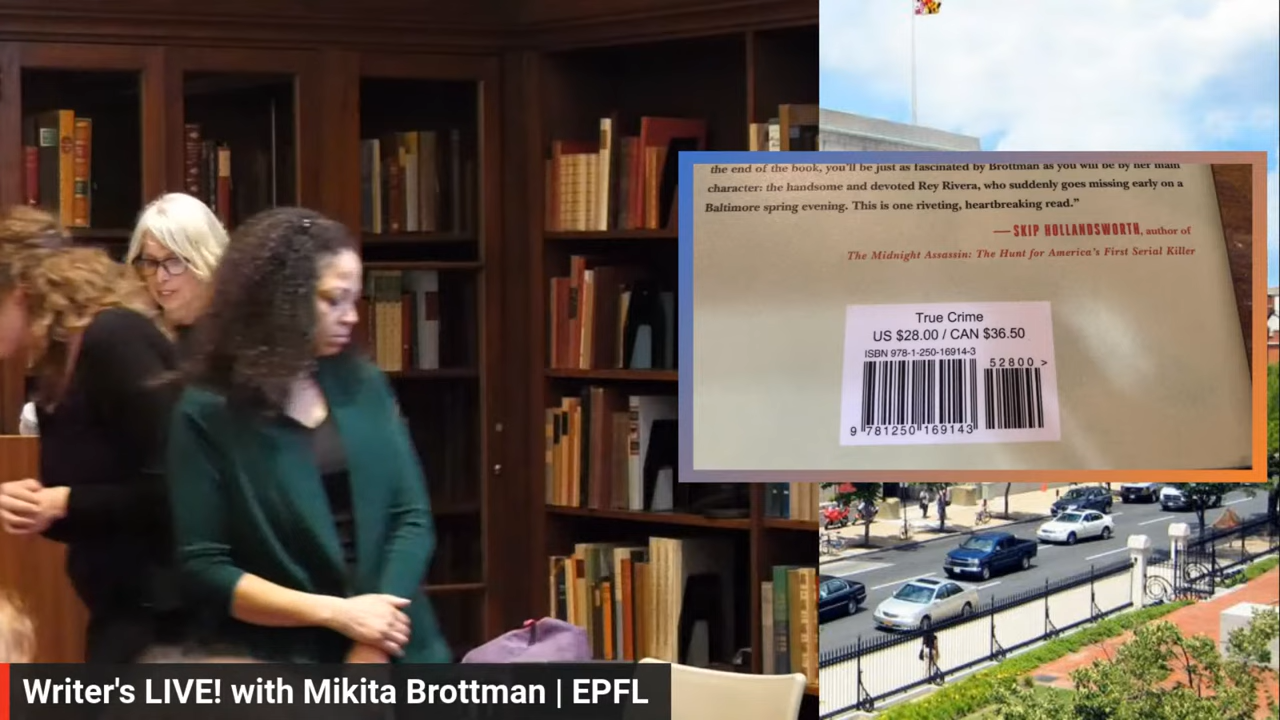 the end of the book, you'll be just as fascinated by Brottman as you will be by her main
character: the handsome and devoted Rey Rivera, who suddenly goes missing early on a
Baltimore spring evening. This is one riveting, heartbreaking read."
— SKIP HOLLANDSWORTH, author of
The Midnight Assassin: The Hunt for America's First Serial Killer
True Crime
US $28.00 / CAN $36.50
ISBN 978-1-250-16914-3
52800 >
9 781250 169143
Writer's LIVE! with Mikita Brottman | EPFL